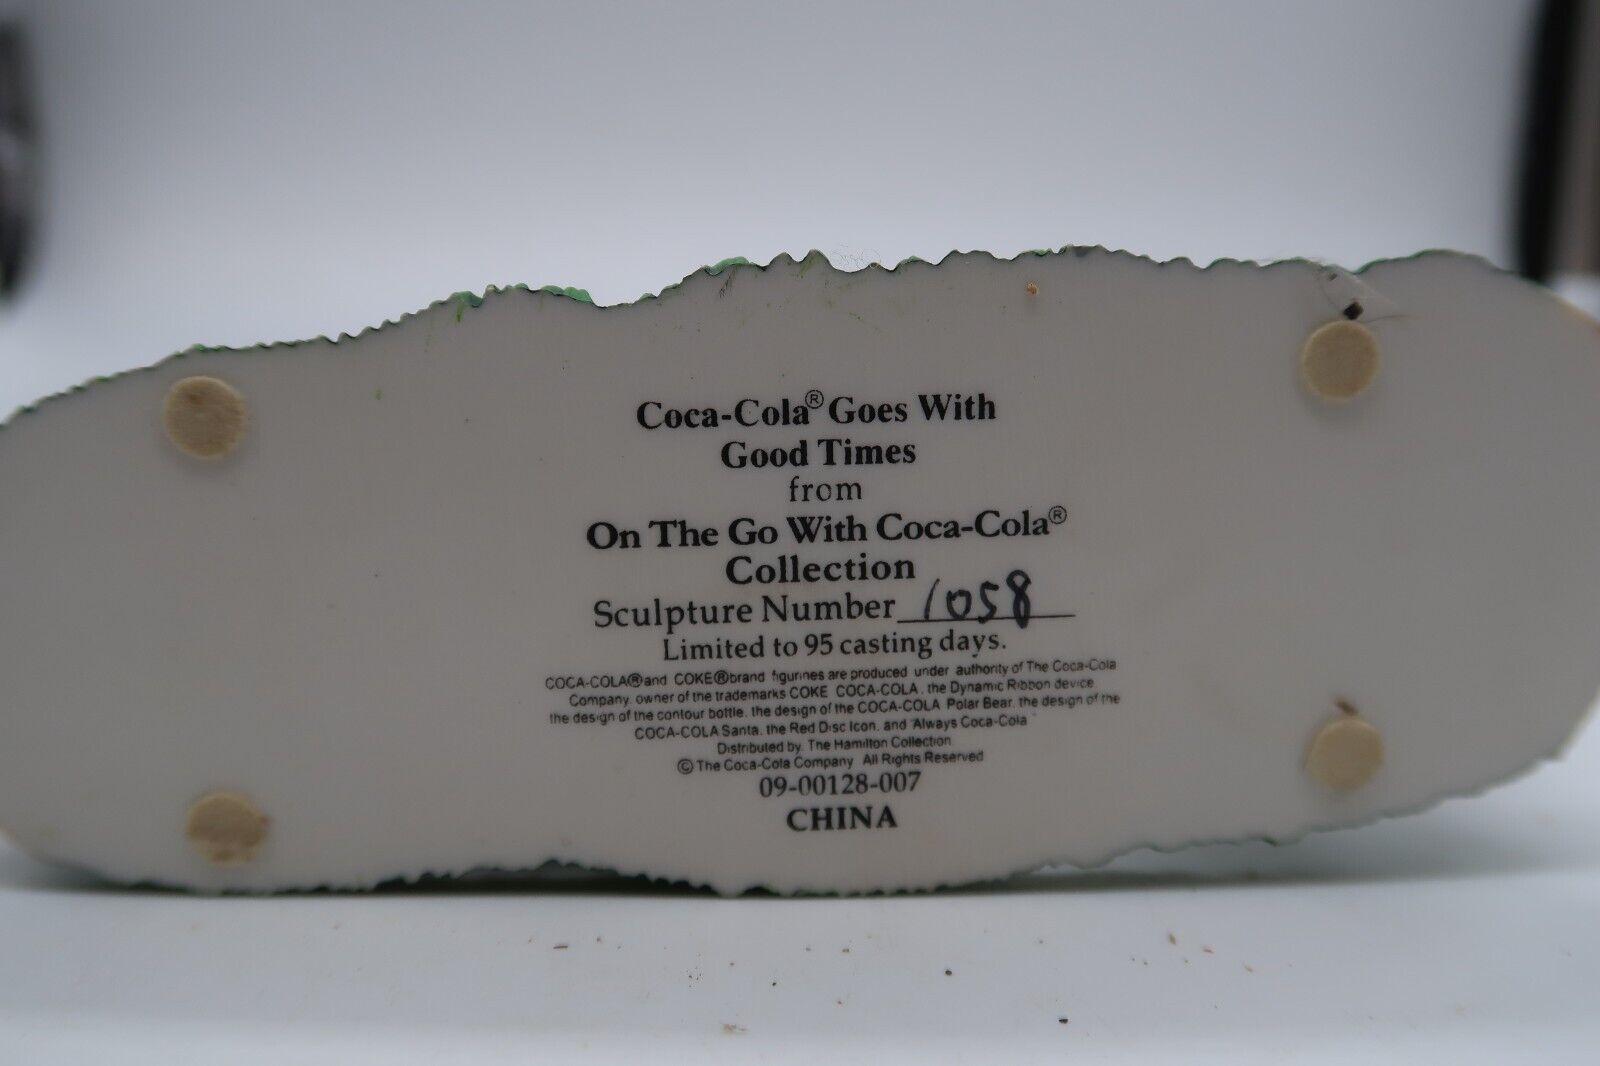 Coca-Cola® Goes With
Good Times
from
On The Go With Coca-Cola®
Collection
Sculpture Number 1058
Limited to 95 casting days.
COCA-COLA® and COKE® brand figurines are produced under authority of The Coca-Cola
Company, owner of the trademarks COKE COCA-COLA, the Dynamic Ribbon device
the design of the contour bottle, the design of the COCA-COLA Polar Bear, the design of the
COCA-COLA Santa, the Red Disc Icon, and "Always Coca-Cola"
Distributed by The Hamilton Collection
© The Coca-Cola Company All Rights Reserved
09-00128-007
CHINA